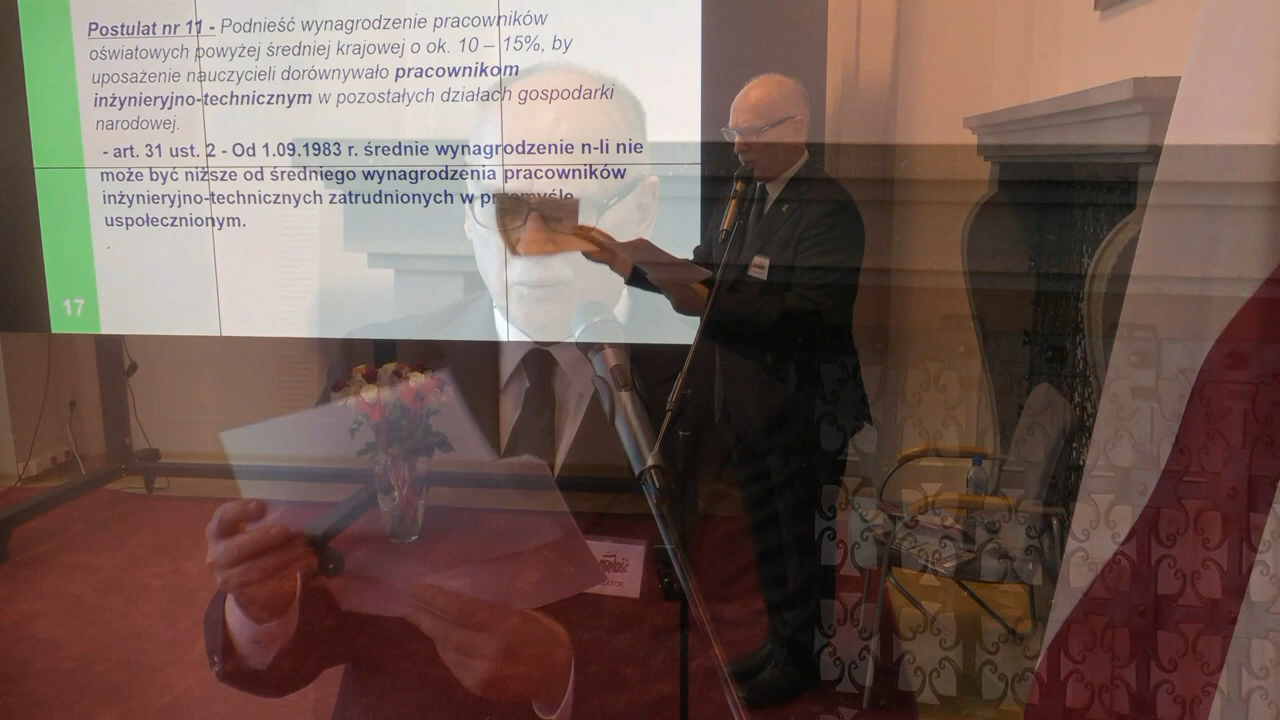 Postulat nr 11 - Podnieść wynagrodzenie pracowników
oświatowych powyżej średniej krajowej o ok. 10 – 15%, by
uposażenie nauczycieli dorównywało pracownikom
inżynieryjno-technicznym w pozostałych działach gospodarki
narodowej.
- art. 31 ust. 2 - Od 1.09.1983 r. średnie wynagrodzenie n-li nie
może być niższe od średniego wynagrodzenia pracowników
inżynieryjno-technicznych zatrudnionych w przemyśle
uspołecznionym.
.
17